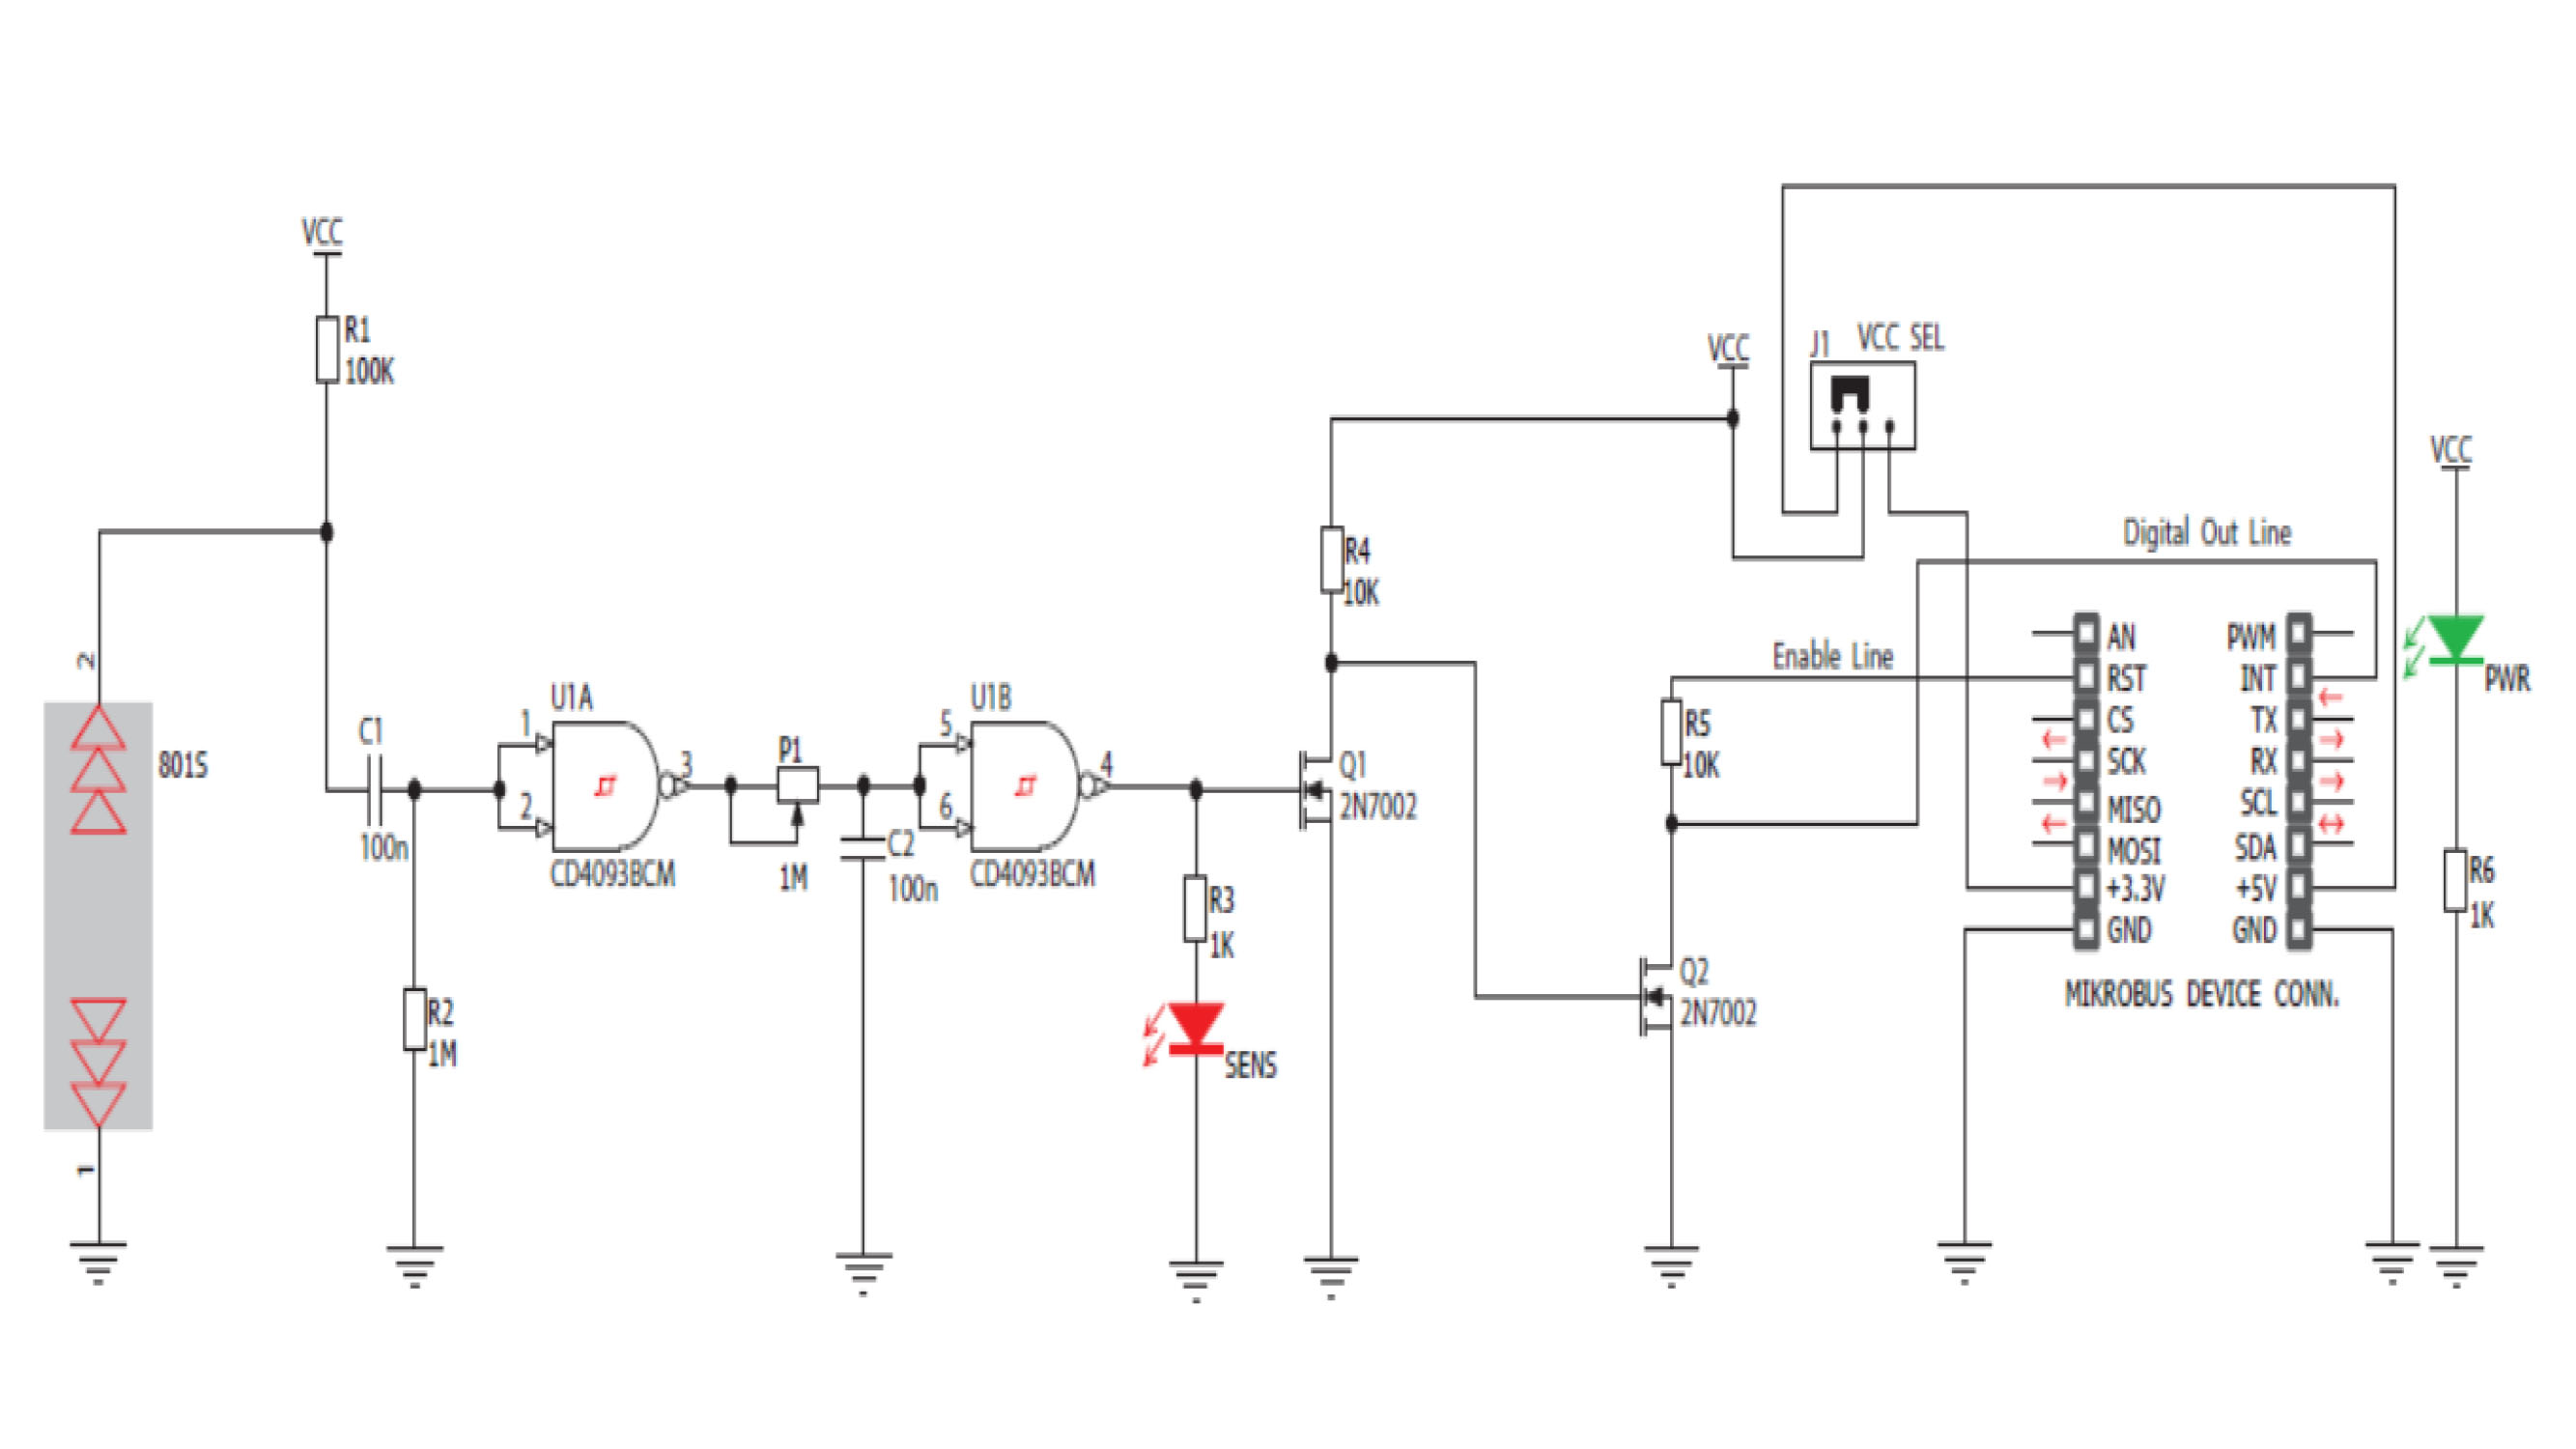 VCC
R1
100K
2
801S
1
C1
100n
R2
1M
U1A
1
2
3
CD4093BCM
P1
1M
C2
100n
U1B
5
6
4
CD4093BCM
R3
1K
SENS
Q1
2N7002
R4
10K
VCC
J1 VCC SEL
Enable Line
R5
10K
Q2
2N7002
Digital Out Line
AN PWM
RST INT
CS TX
SCK RX
MISO SCL
MOSI SDA
+3.3V +5V
GND GND
MIKROBUS DEVICE CONN.
VCC
PWR
R6
1K